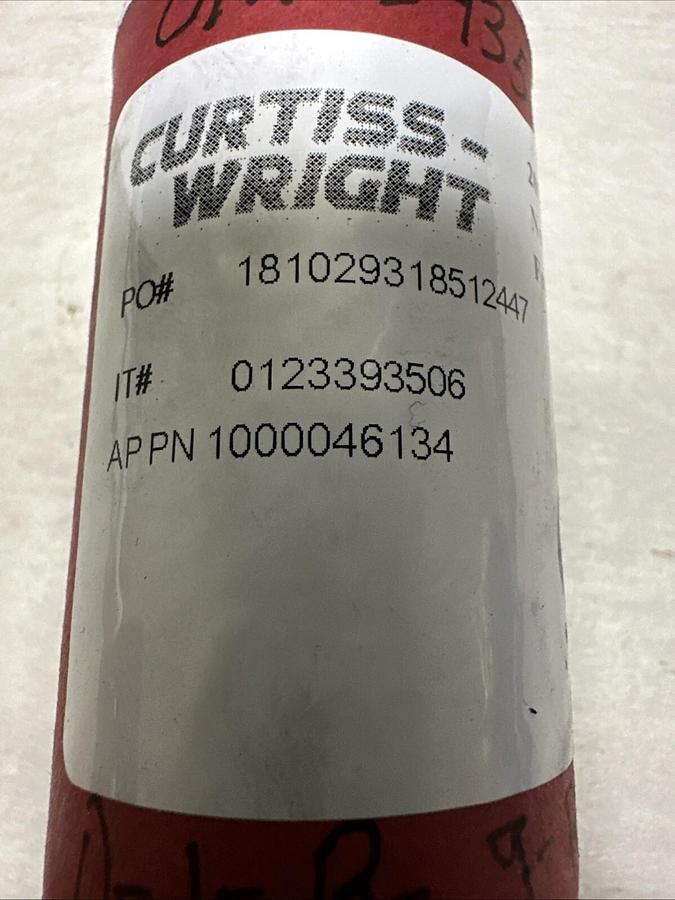 CURTISS-
WRIGHT
PO# 181029318512447
IT# 0123393506
AP PN 1000046134